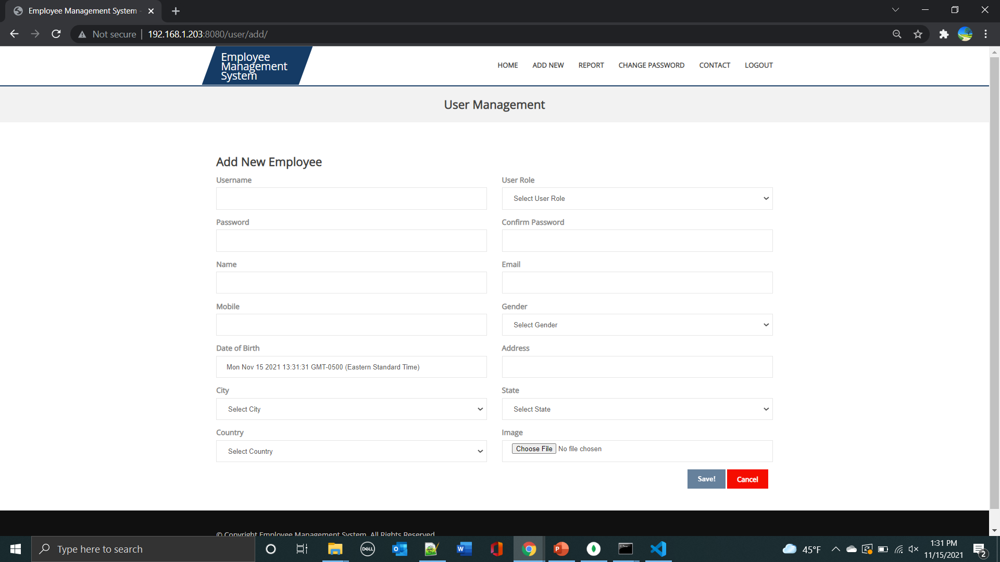 Employee Management System -
Not secure 192.168.1.203:8080/user/add/
Employee
Management
System
HOME ADD NEW REPORT CHANGE PASSWORD CONTACT LOGOUT
User Management
Add New Employee
Username User Role
Select User Role
Password Confirm Password
Name Email
Mobile Gender
Select Gender
Date of Birth Address
Mon Nov 15 2021 13:31:31 GMT-0500 (Eastern Standard Time)
City State
Select City Select State
Country Image
Select Country Choose File No file chosen
Save! Cancel
© Copyright Employee Management System. All Rights Reserved
Type here to search
DELL
W
P
45°F
1:31 PM
11/15/2021
2